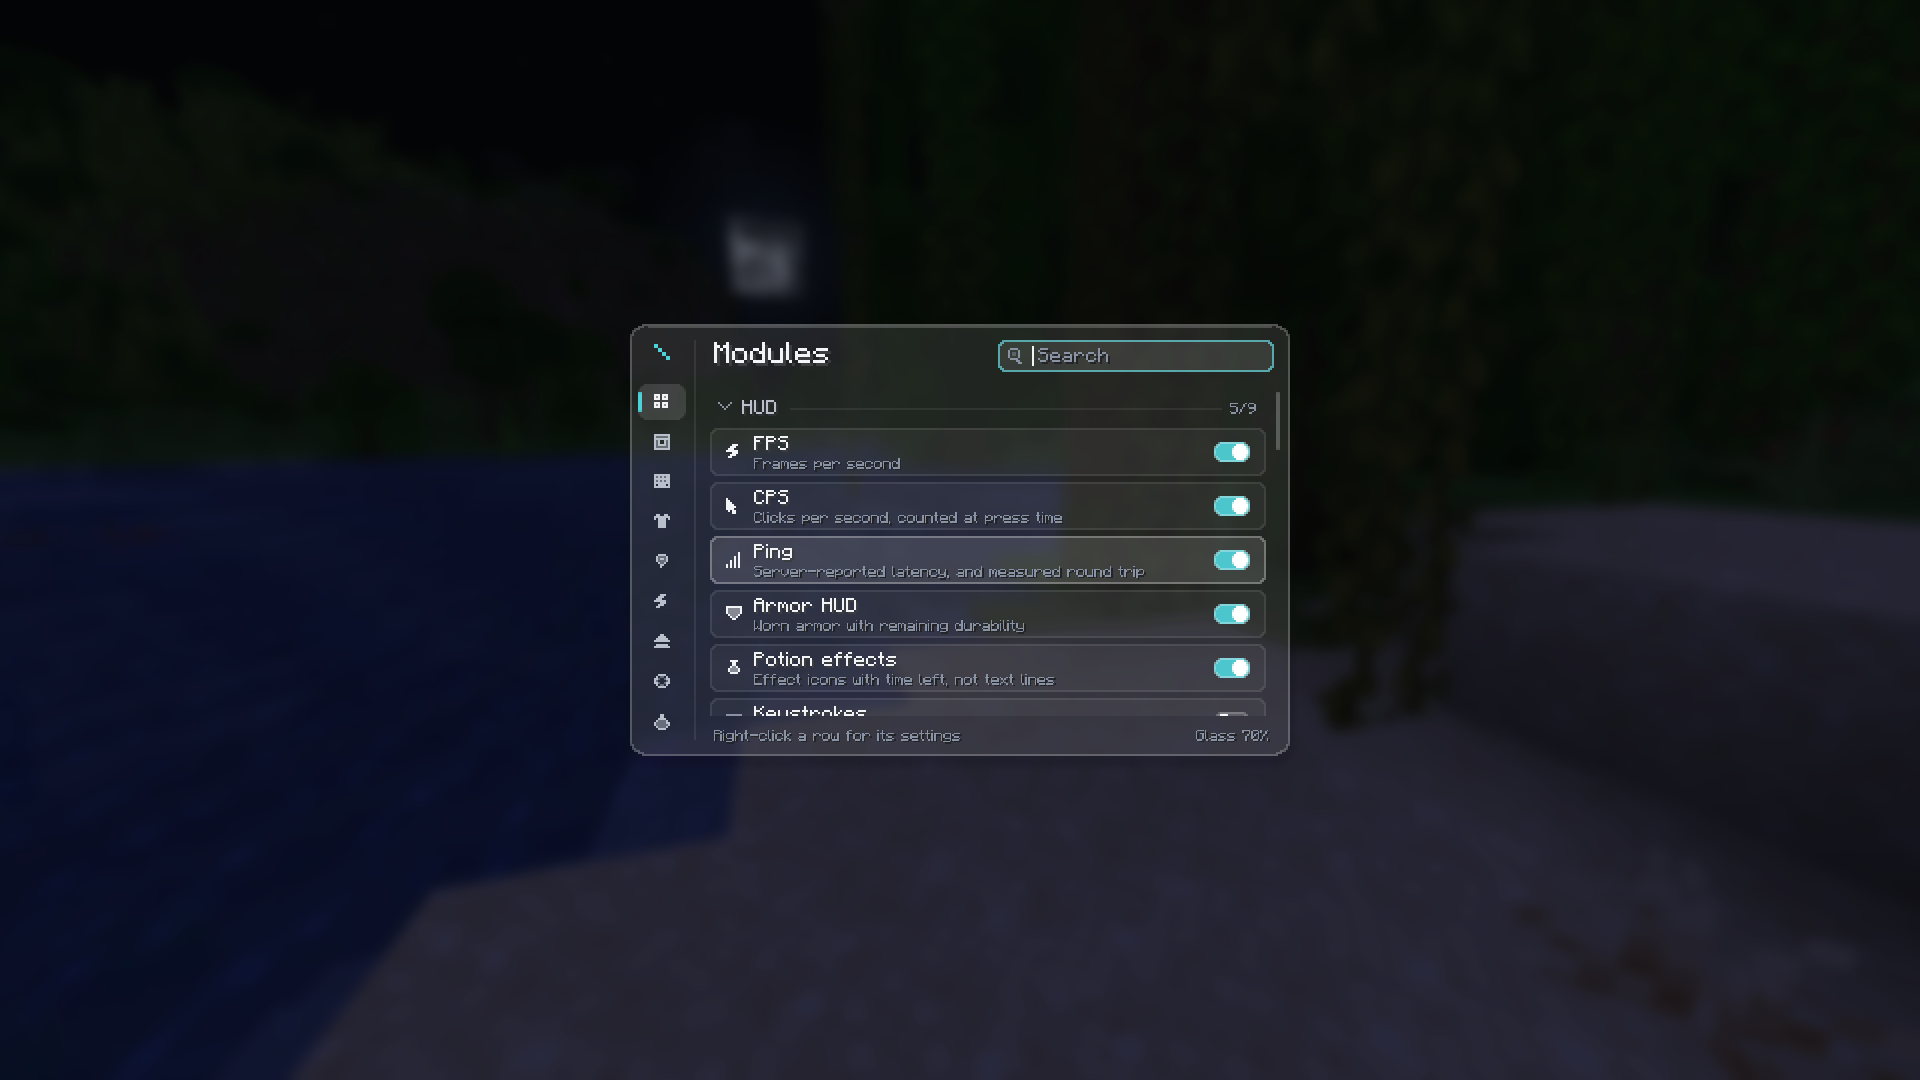 Modules
Search
HUD
5/9
FPS
Frames per second
CPS
Clicks per second, counted at press time
Ping
Server-reported latency, and measured round trip
Armor HUD
Worn armor with remaining durability
Potion effects
Effect icons with time left, not text lines
Keystrokes
Right-click a row for its settings
Glass 70%